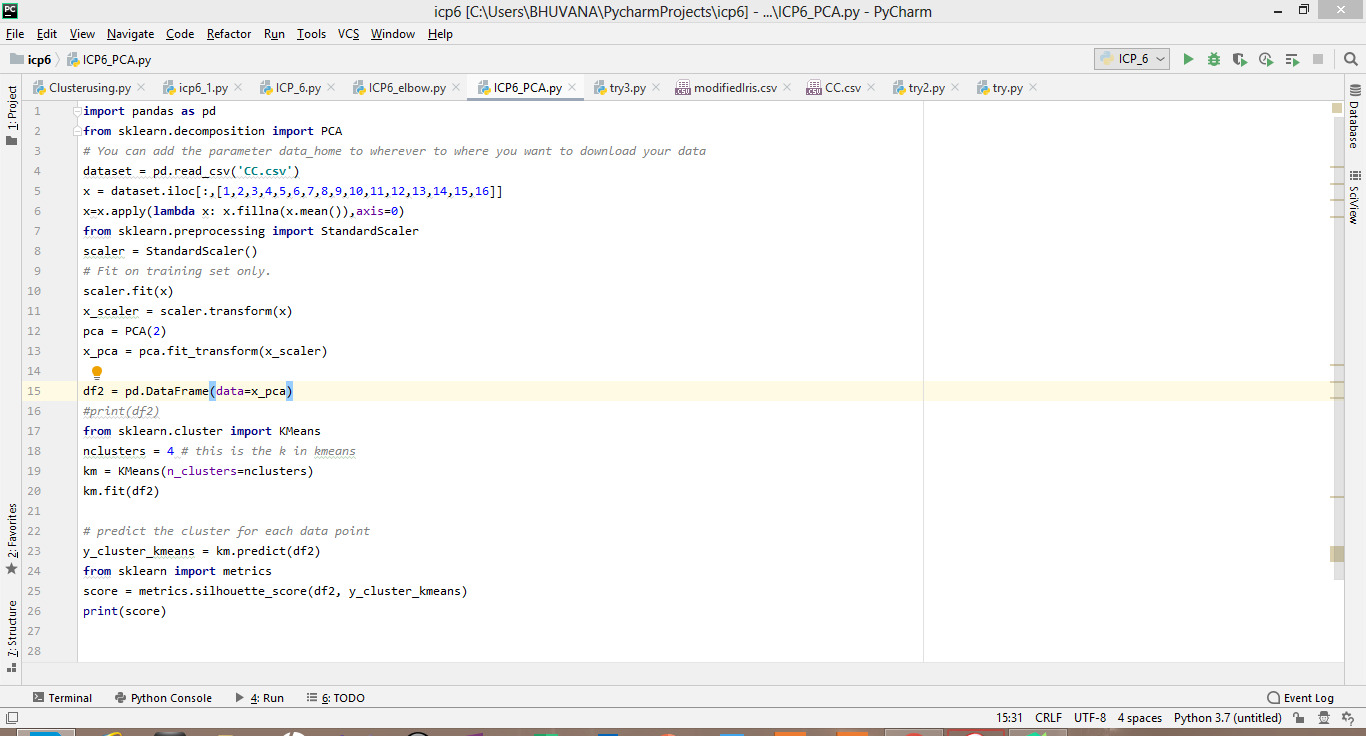 PC
icp6 [C:\Users\BHUVANA\PycharmProjects\icp6] - ...\ICP6_PCA.py - PyCharm
File Edit View Navigate Code Refactor Run Tools VCS Window Help
icp6 ICP6_PCA.py ICP_6
Clusterusing.py icp6_1.py ICP_6.py ICP6_elbow.py ICP6_PCA.py try3.py modifiedIris.csv CC.csv try2.py try.py
1: Project
2: Favorites
7: Structure
Database
SciView
1 import pandas as pd
2 from sklearn.decomposition import PCA
3 # You can add the parameter data_home to wherever to where you want to download your data
4 dataset = pd.read_csv('CC.csv')
5 x = dataset.iloc[:,[1,2,3,4,5,6,7,8,9,10,11,12,13,14,15,16]]
6 x=x.apply(lambda x: x.fillna(x.mean()),axis=0)
7 from sklearn.preprocessing import StandardScaler
8 scaler = StandardScaler()
9 # Fit on training set only.
10 scaler.fit(x)
11 x_scaler = scaler.transform(x)
12 pca = PCA(2)
13 x_pca = pca.fit_transform(x_scaler)
14
15 df2 = pd.DataFrame(data=x_pca)
16 #print(df2)
17 from sklearn.cluster import KMeans
18 nclusters = 4 # this is the k in kmeans
19 km = KMeans(n_clusters=nclusters)
20 km.fit(df2)
21
22 # predict the cluster for each data point
23 y_cluster_kmeans = km.predict(df2)
24 from sklearn import metrics
25 score = metrics.silhouette_score(df2, y_cluster_kmeans)
26 print(score)
27
28
Terminal Python Console 4: Run 6: TODO Event Log
15:31 CRLF UTF-8 4 spaces Python 3.7 (untitled)